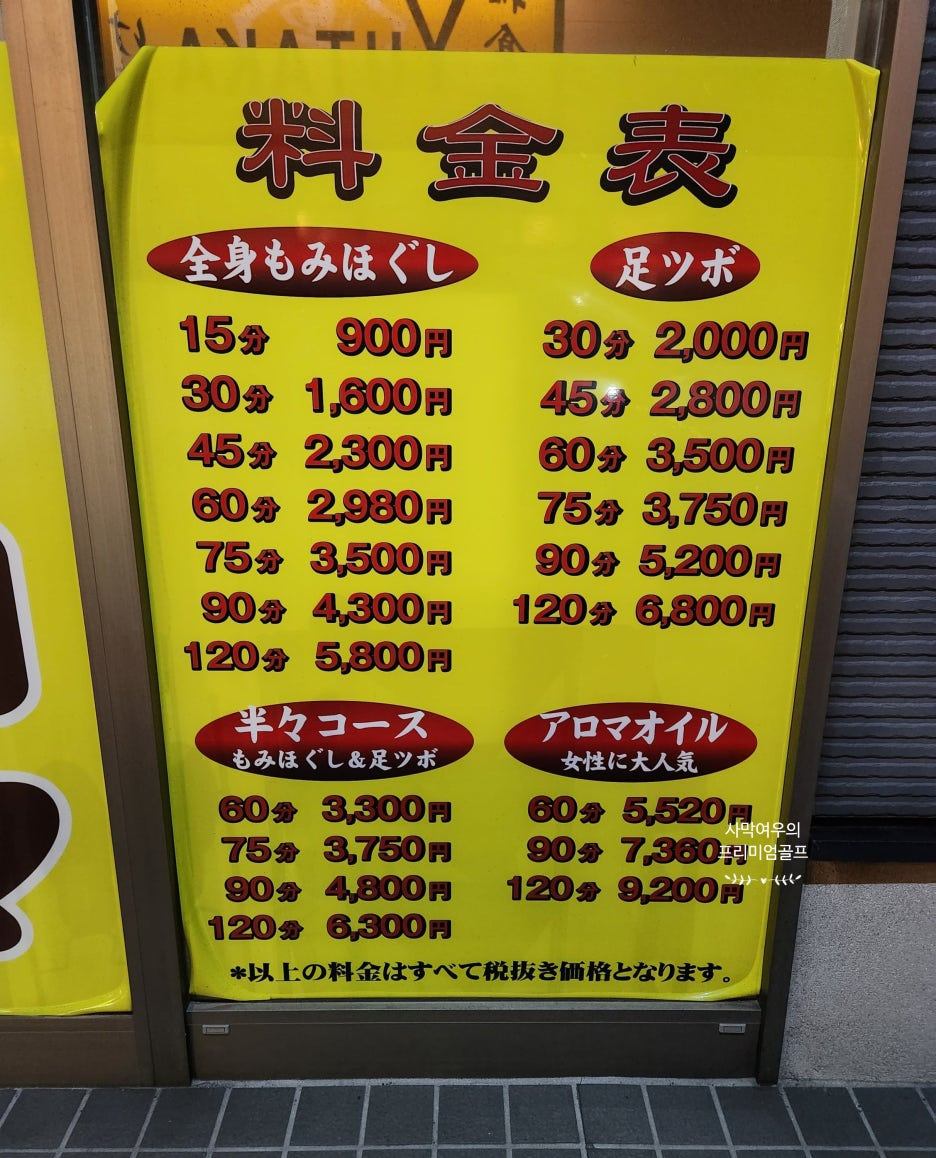 YUTAKA
料金表
全身もみほぐし
15分 900円
30分 1,600円
45分 2,300円
60分 2,980円
75分 3,500円
90分 4,300円
120分 5,800円
足ツボ
30分 2,000円
45分 2,800円
60分 3,500円
75分 3,750円
90分 5,200円
120分 6,800円
半々コース
もみほぐし&足ツボ
60分 3,300円
75分 3,750円
90分 4,800円
120分 6,300円
アロマオイル
女性に大人気
60分 5,520円
90分 7,360円
120分 9,200円
*以上の料金はすべて税抜き価格となります。
사막여우의
프리미엄골프